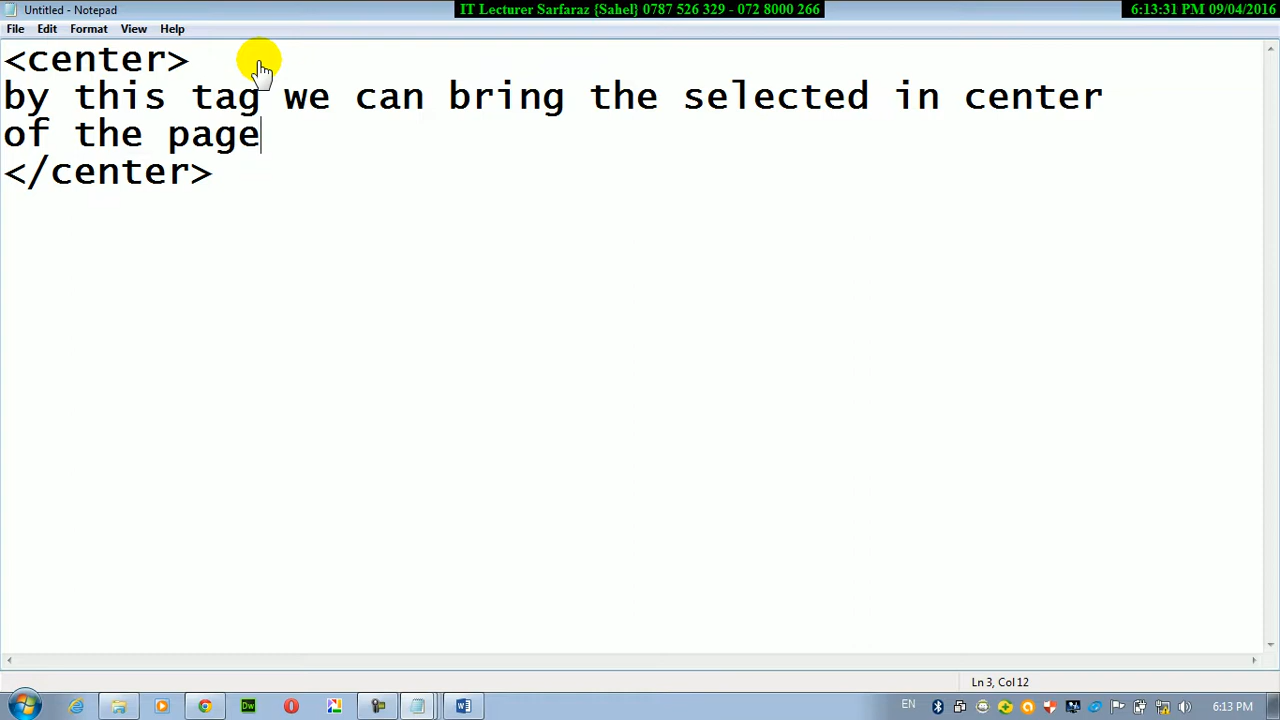 Untitled - Notepad
IT Lecturer Sarfaraz {Sahel} 0787 526 329 - 072 8000 266
6:13:31 PM 09/04/2016
File Edit Format View Help
<center>
by this tag we can bring the selected in center
of the page
</center>
Ln 3, Col 12
Dw
W
EN
6:13 PM